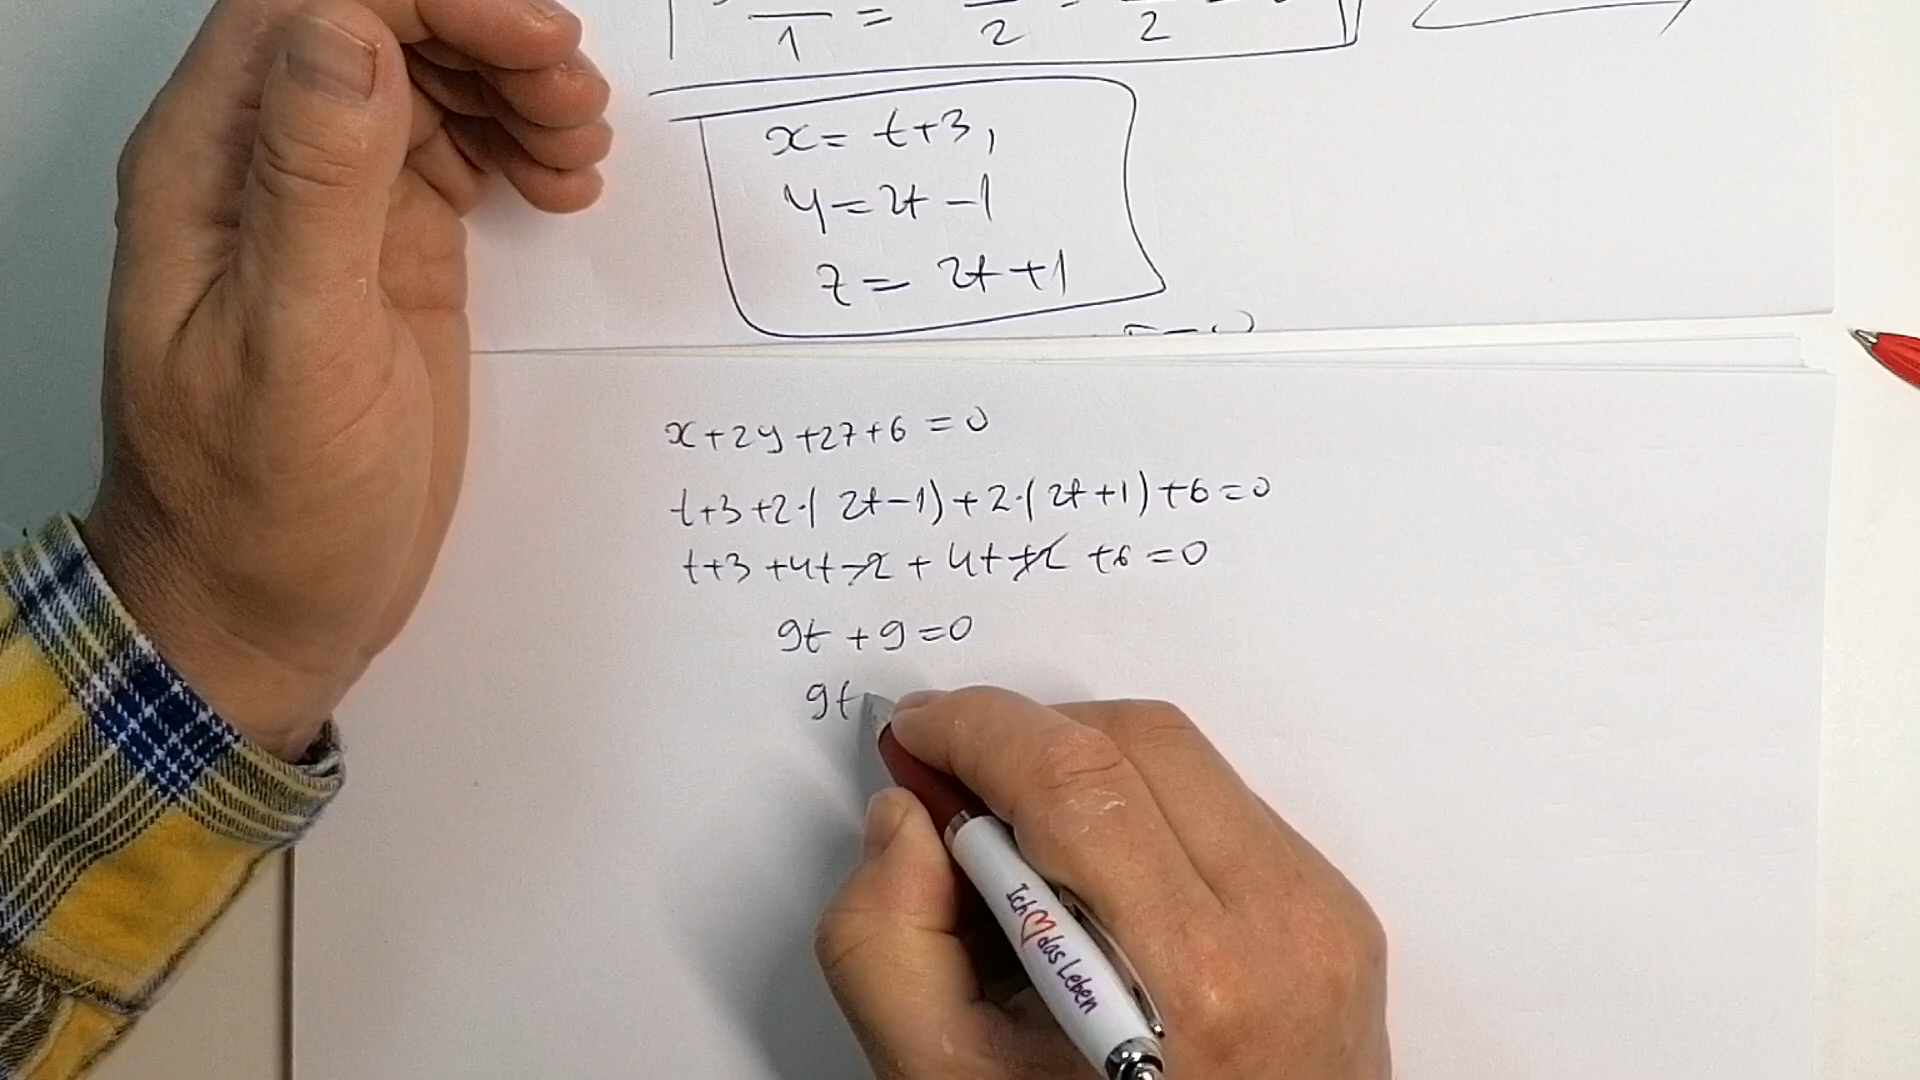 1 = 2 2
x = t+3,
y = 2t - 1
z = 2t + 1
x+2y+2z+6 = 0
t+3+2·(2t-1)+2·(2t+1)+6=0
t+3+4t-2+4t+2+6=0
9t+9=0
9t
Ich ♡ das Leben